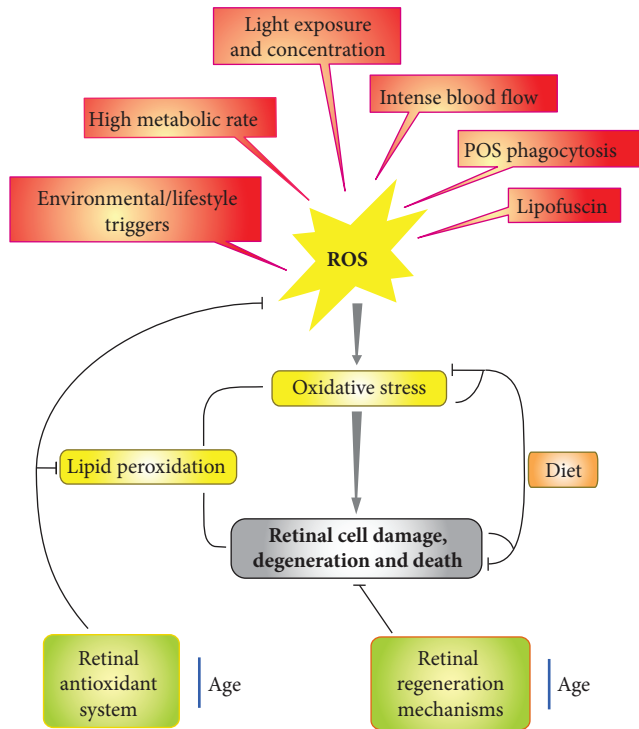 Light exposure
and concentration
Intense blood flow
High metabolic rate
POS phagocytosis
Environmental/lifestyle
triggers
Lipofuscin
ROS
Oxidative stress
Lipid peroxidation
Diet
Retinal cell damage,
degeneration and death
Retinal
antioxidant
system
Age
Retinal
regeneration
mechanisms
Age